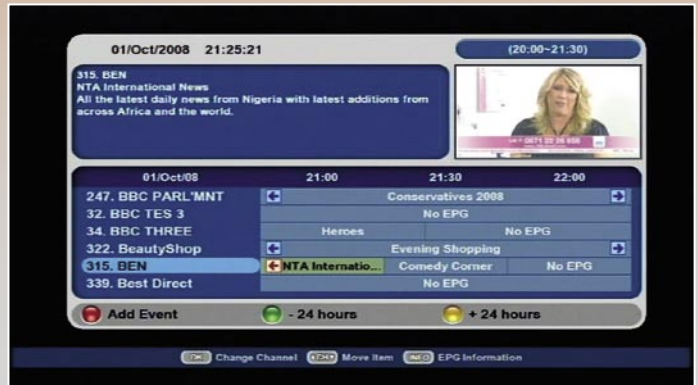 01/Oct/2008 21:25:21
(20:00~21:30)
315. BEN
NTA International News
All the latest daily news from Nigeria with latest additions from
across Africa and the world.
01/Oct/08 21:00 21:30 22:00
247. BBC PARL'MNT Conservatives 2008
32. BBC TES 3 No EPG
34. BBC THREE Heroes No EPG
322. BeautyShop Evening Shopping
315. BEN NTA Internatio... Comedy Corner No EPG
339. Best Direct No EPG
Add Event - 24 hours + 24 hours
OK Change Channel Move Item INFO EPG Information